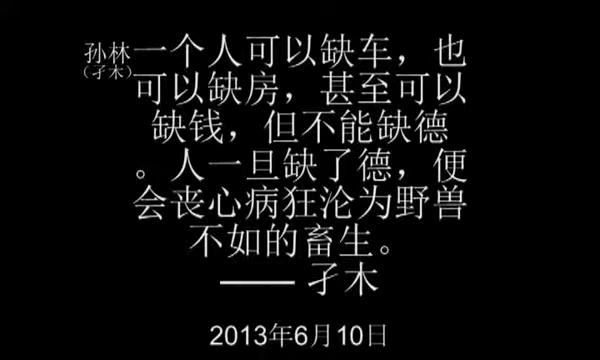 孙林
(孑木)
一个人可以缺车，也
可以缺房，甚至可以
缺钱，但不能缺德
。人一旦缺了德，便
会丧心病狂沦为野兽
不如的畜生。
—— 孑木
2013年6月10日